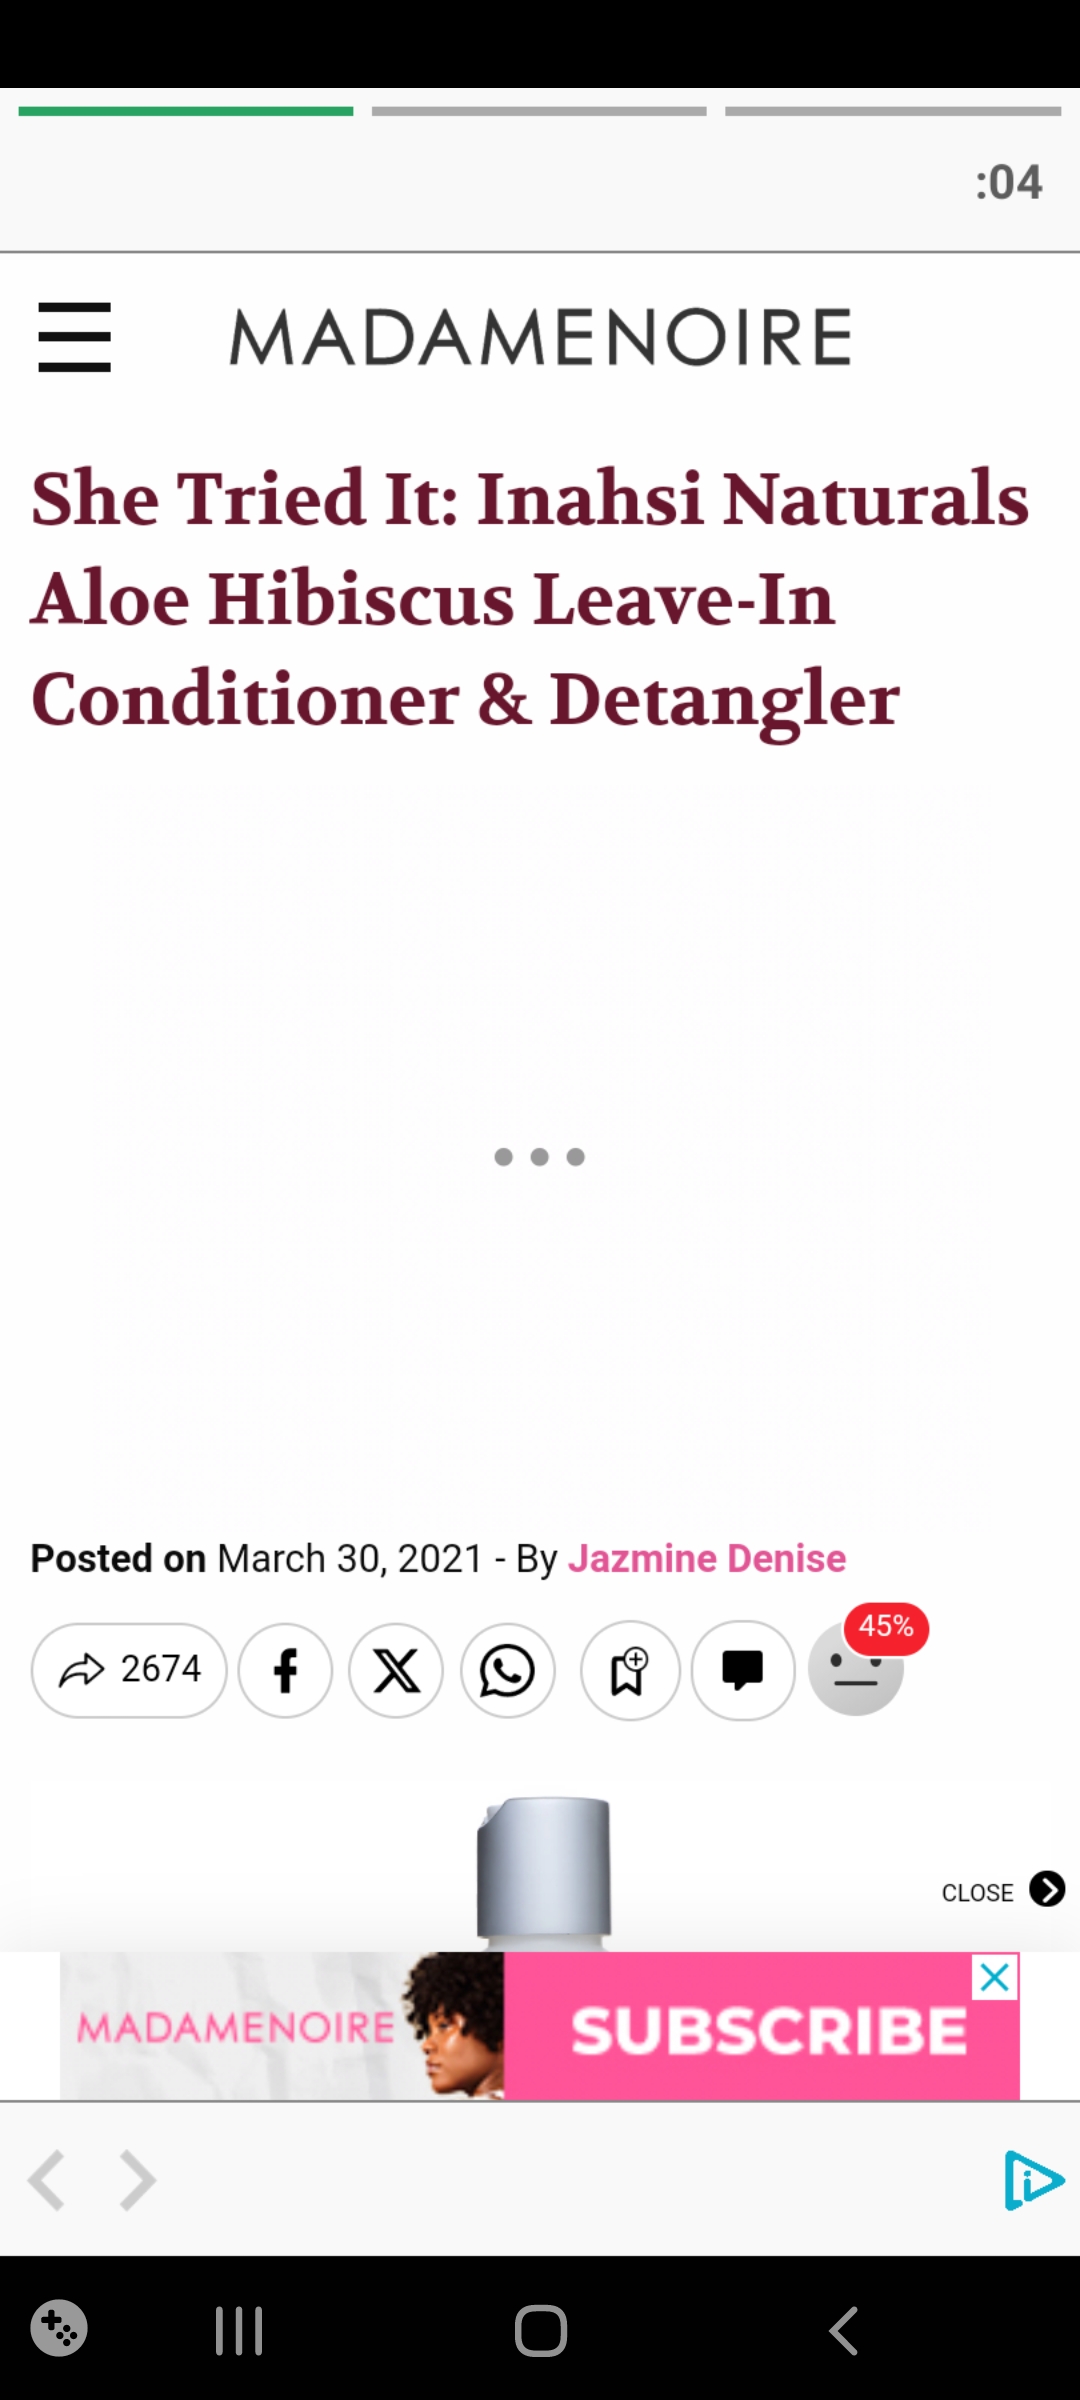 :04
MADAMENOIRE
She Tried It: Inahsi Naturals
Aloe Hibiscus Leave-In
Conditioner & Detangler
Posted on March 30, 2021 - By Jazmine Denise
2674
45%
CLOSE
MADAMENOIRE
SUBSCRIBE